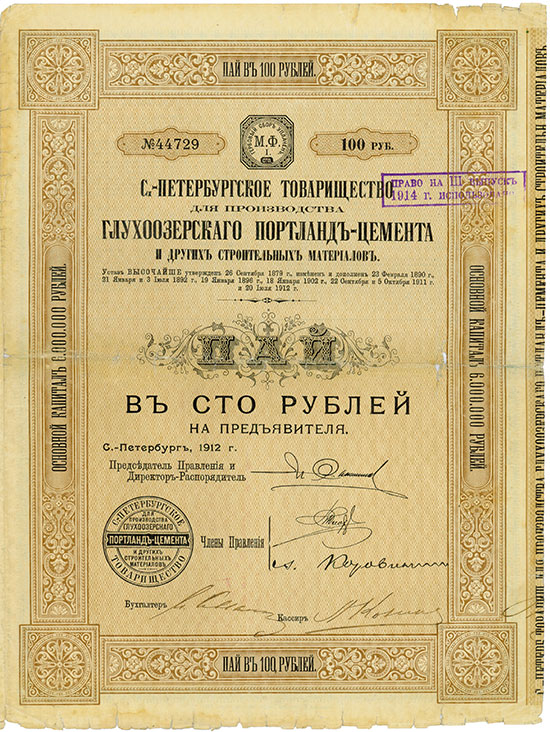 ПАЙ ВЪ 100 РУБЛЕЙ.
№44729
ГЕРБОВЫЙ СБОРЪ
М.Ф.
100 РУБ.
С.-ПЕТЕРБУРГСКОЕ ТОВАРИЩЕСТВО
ДЛЯ ПРОИЗВОДСТВА
ГЛУХООЗЕРСКАГО ПОРТЛАНДЪ-ЦЕМЕНТА
И ДРУГИХЪ СТРОИТЕЛЬНЫХЪ МАТЕРІАЛОВЪ.
ПРАВО НА III ВЫПУСКЪ
1914 г. ИСПОЛЬЗОВАНО
Уставъ ВЫСОЧАЙШЕ утвержденъ 26 Сентября 1879 г., измѣненъ и дополненъ 23 Февраля 1890 г.,
21 Января и 3 Іюля 1892 г., 19 Января 1896 г., 18 Января 1902 г., 22 Сентября и 5 Октября 1911 г.
и 20 Іюля 1912 г.
ПАЙ
ВЪ СТО РУБЛЕЙ
НА ПРЕДЪЯВИТЕЛЯ.
С.-Петербургъ, 1912 г.
Предсѣдатель Правленія и
Директоръ-Распорядитель
Члены Правленія
С.-ПЕТЕРБУРГСКОЕ
ДЛЯ
ПРОИЗВОДСТВА
ГЛУХООЗЕРСКАГО
ПОРТЛАНДЪ-ЦЕМЕНТА
И ДРУГИХЪ
СТРОИТЕЛЬНЫХЪ
МАТЕРІАЛОВЪ
ТОВАРИЩЕСТВО
Бухгалтеръ
Кассиръ
ПАЙ ВЪ 100 РУБЛЕЙ.
ОСНОВНОЙ КАПИТАЛЪ 6.000.000 РУБЛЕЙ.
ОСНОВНОЙ КАПИТАЛЪ 6.000.000 РУБЛЕЙ